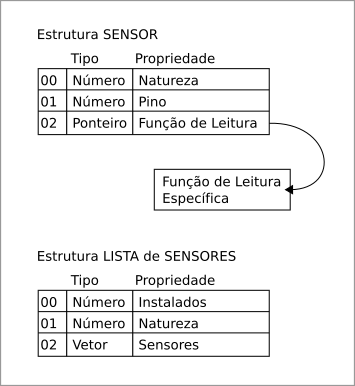 Estrutura SENSOR
Tipo Propriedade
00 Número Natureza
01 Número Pino
02 Ponteiro Função de Leitura
Função de Leitura
Específica
Estrutura LISTA de SENSORES
Tipo Propriedade
00 Número Instalados
01 Número Natureza
02 Vetor Sensores